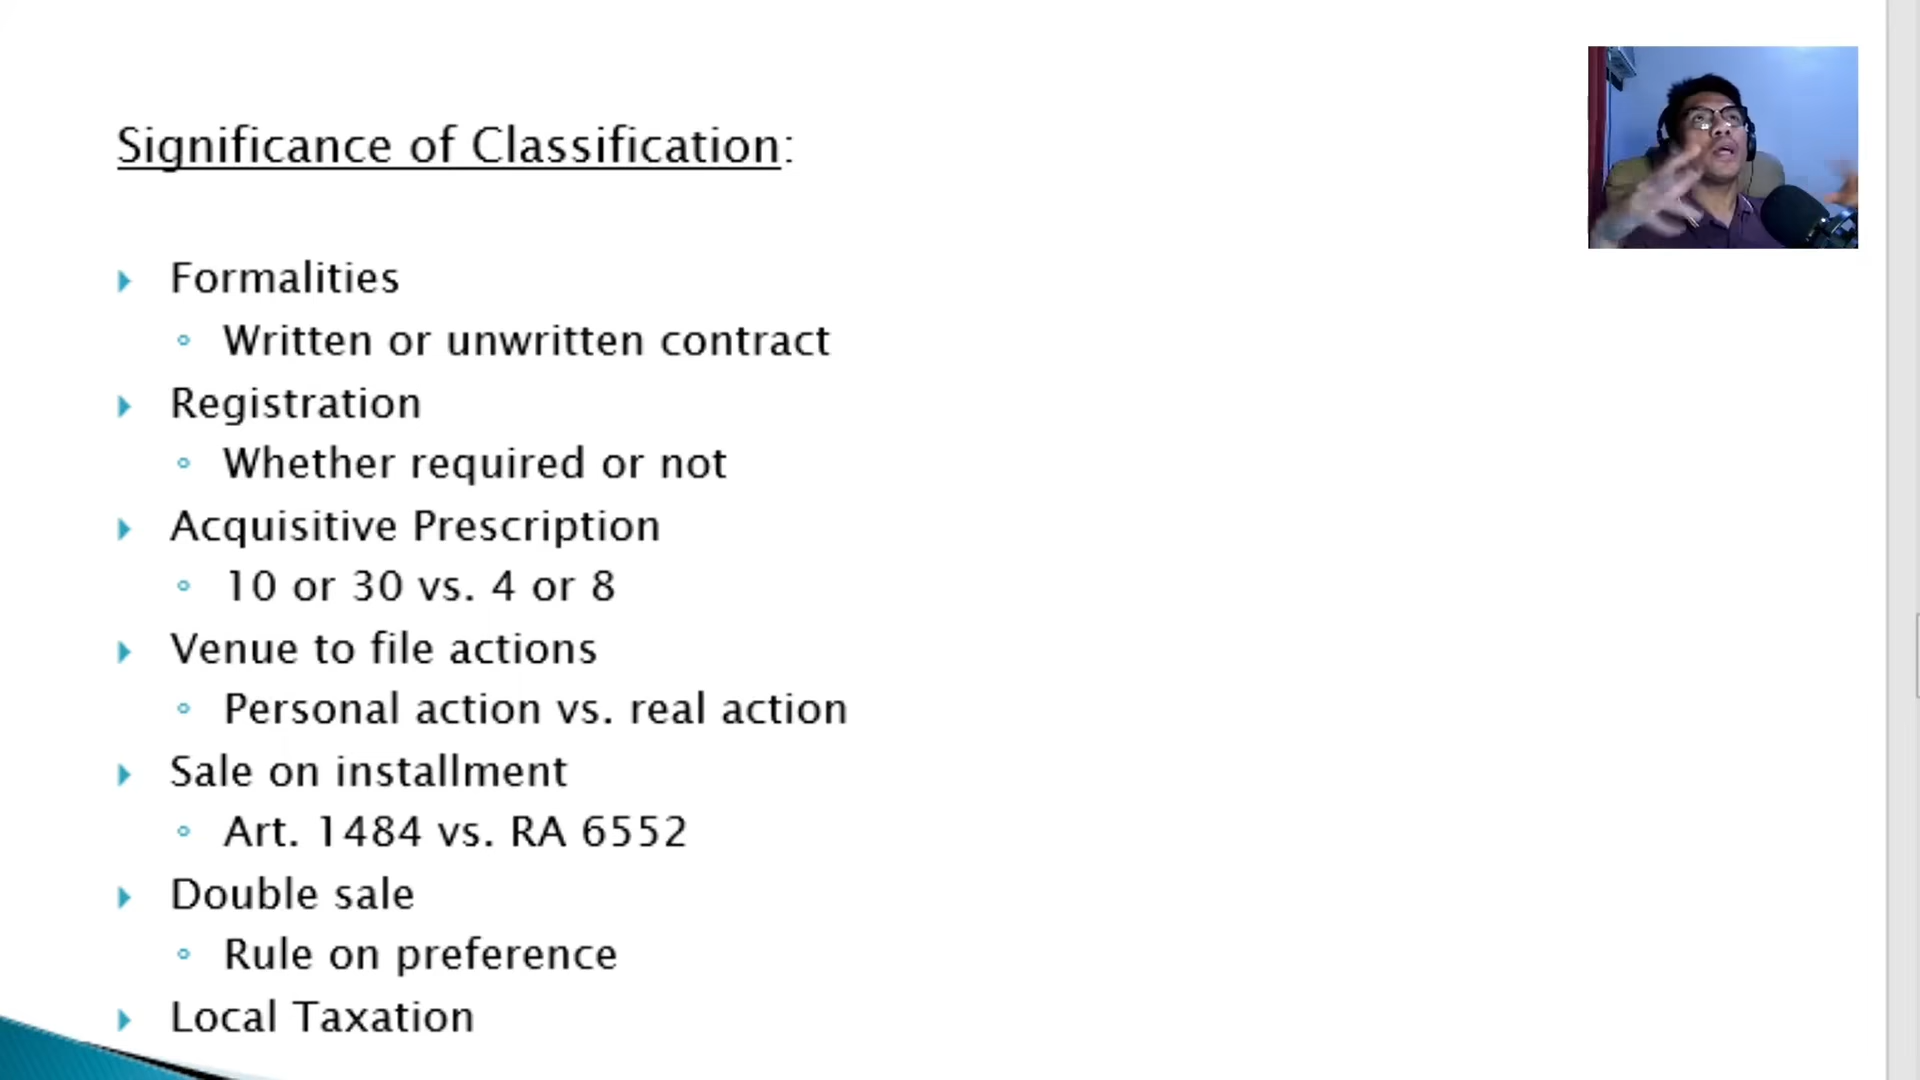 Significance of Classification:
Formalities
Written or unwritten contract
Registration
Whether required or not
Acquisitive Prescription
10 or 30 vs. 4 or 8
Venue to file actions
Personal action vs. real action
Sale on installment
Art. 1484 vs. RA 6552
Double sale
Rule on preference
Local Taxation